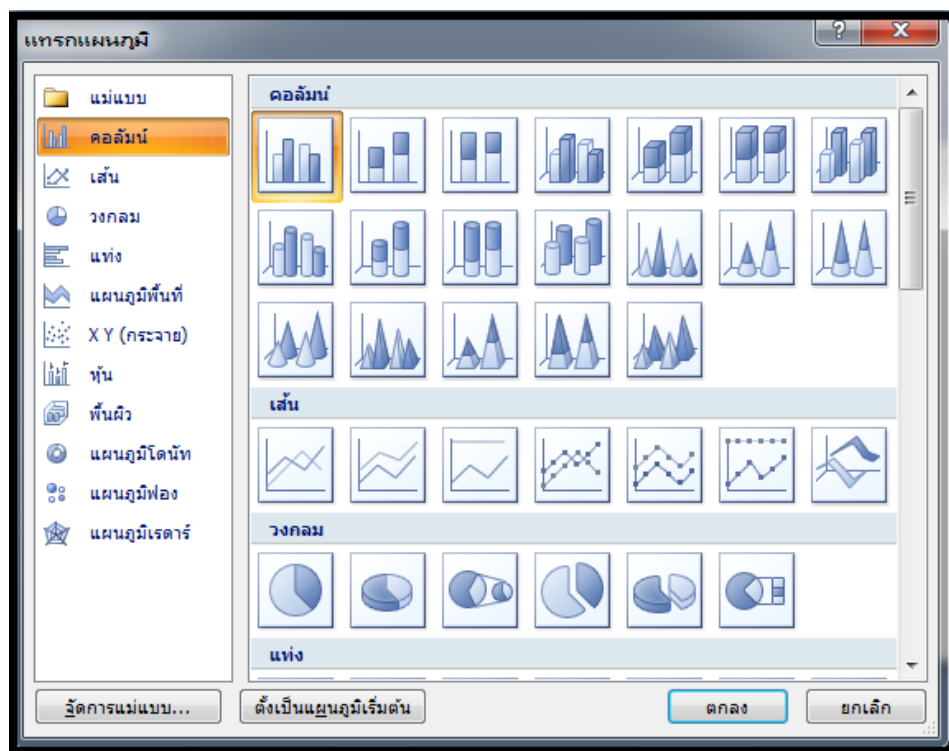 แทรกแผนภูมิ
แม่แบบ
คอลัมน์
เส้น
วงกลม
แท่ง
แผนภูมิพื้นที่
X Y (กระจาย)
หุ้น
พื้นผิว
แผนภูมิโดนัท
แผนภูมิฟอง
แผนภูมิเรดาร์
คอลัมน์
เส้น
วงกลม
แท่ง
จัดการแม่แบบ...
ตั้งเป็นแผนภูมิเริ่มต้น
ตกลง
ยกเลิก